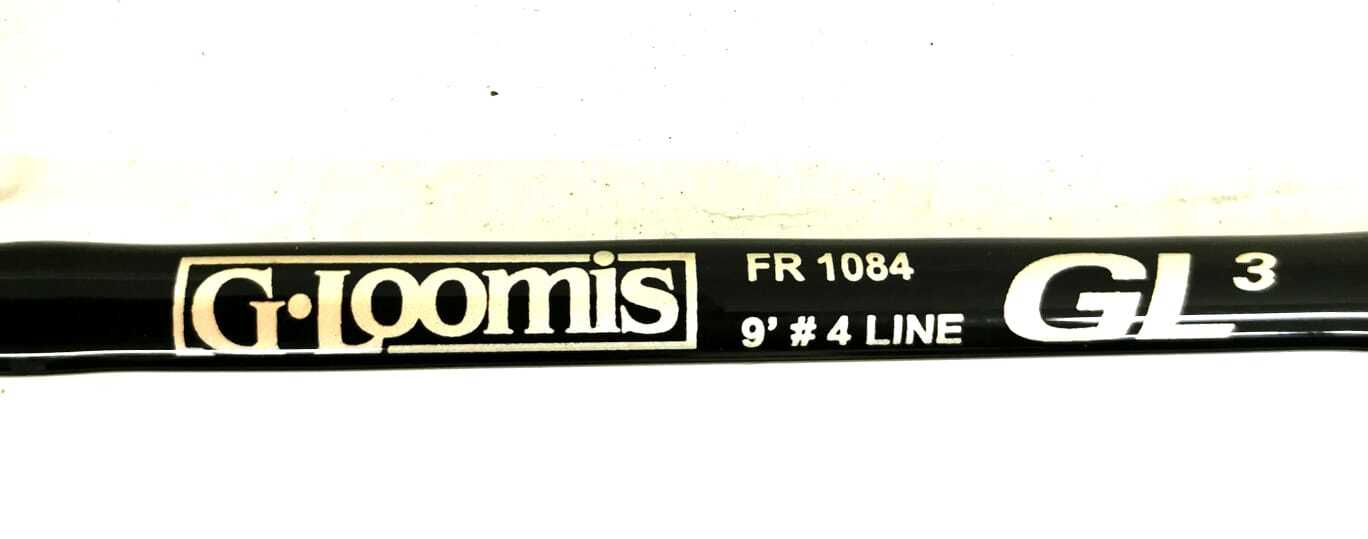 G·Loomis
FR 1084
9' # 4 LINE
GL 3